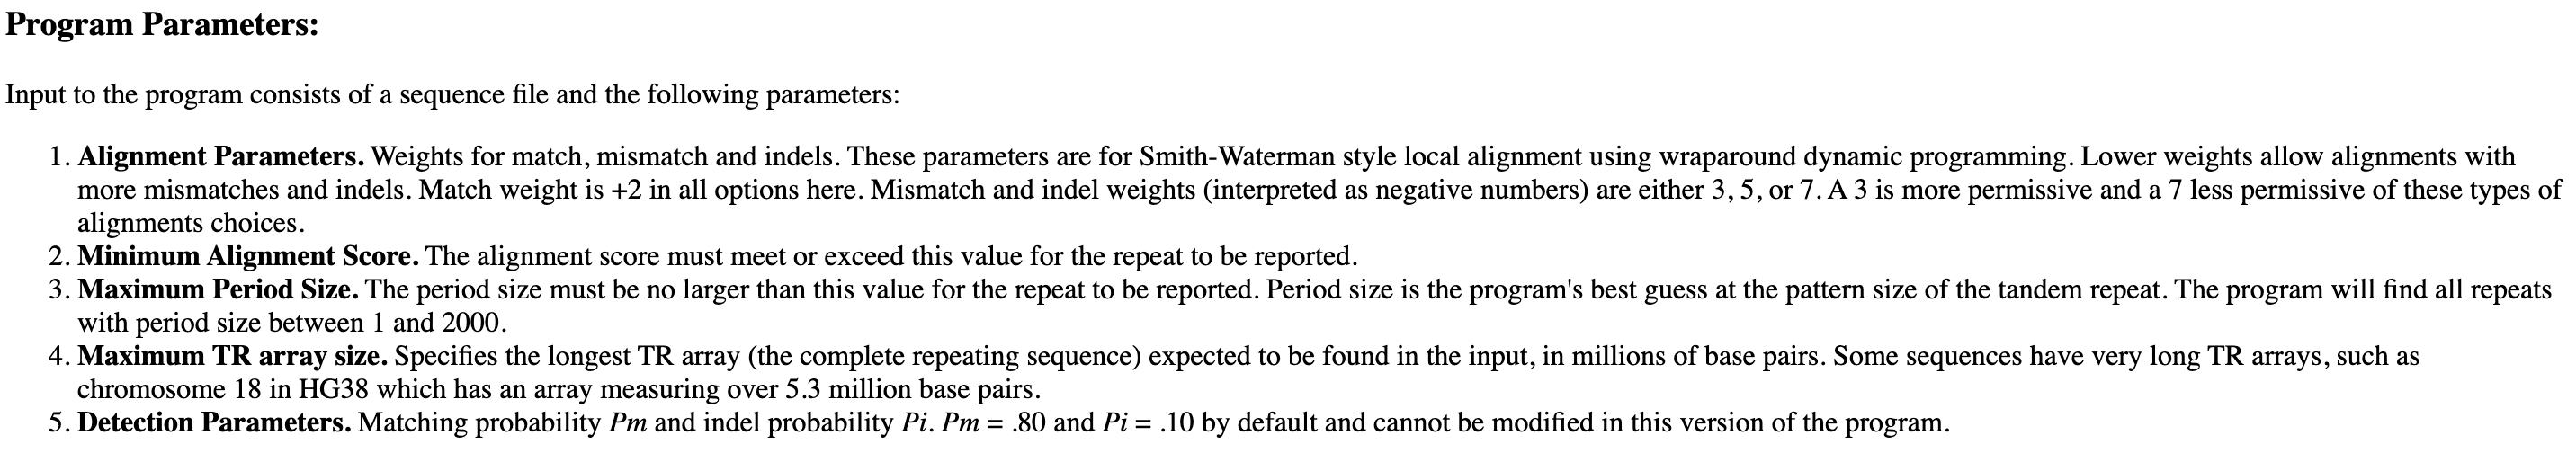 Program Parameters:
Input to the program consists of a sequence file and the following parameters:
1. Alignment Parameters. Weights for match, mismatch and indels. These parameters are for Smith-Waterman style local alignment using wraparound dynamic programming. Lower weights allow alignments with
more mismatches and indels. Match weight is +2 in all options here. Mismatch and indel weights (interpreted as negative numbers) are either 3, 5, or 7. A 3 is more permissive and a 7 less permissive of these types of
alignments choices.
2. Minimum Alignment Score. The alignment score must meet or exceed this value for the repeat to be reported.
3. Maximum Period Size. The period size must be no larger than this value for the repeat to be reported. Period size is the program's best guess at the pattern size of the tandem repeat. The program will find all repeats
with period size between 1 and 2000.
4. Maximum TR array size. Specifies the longest TR array (the complete repeating sequence) expected to be found in the input, in millions of base pairs. Some sequences have very long TR arrays, such as
chromosome 18 in HG38 which has an array measuring over 5.3 million base pairs.
5. Detection Parameters. Matching probability Pm and indel probability Pi. Pm = .80 and Pi = .10 by default and cannot be modified in this version of the program.